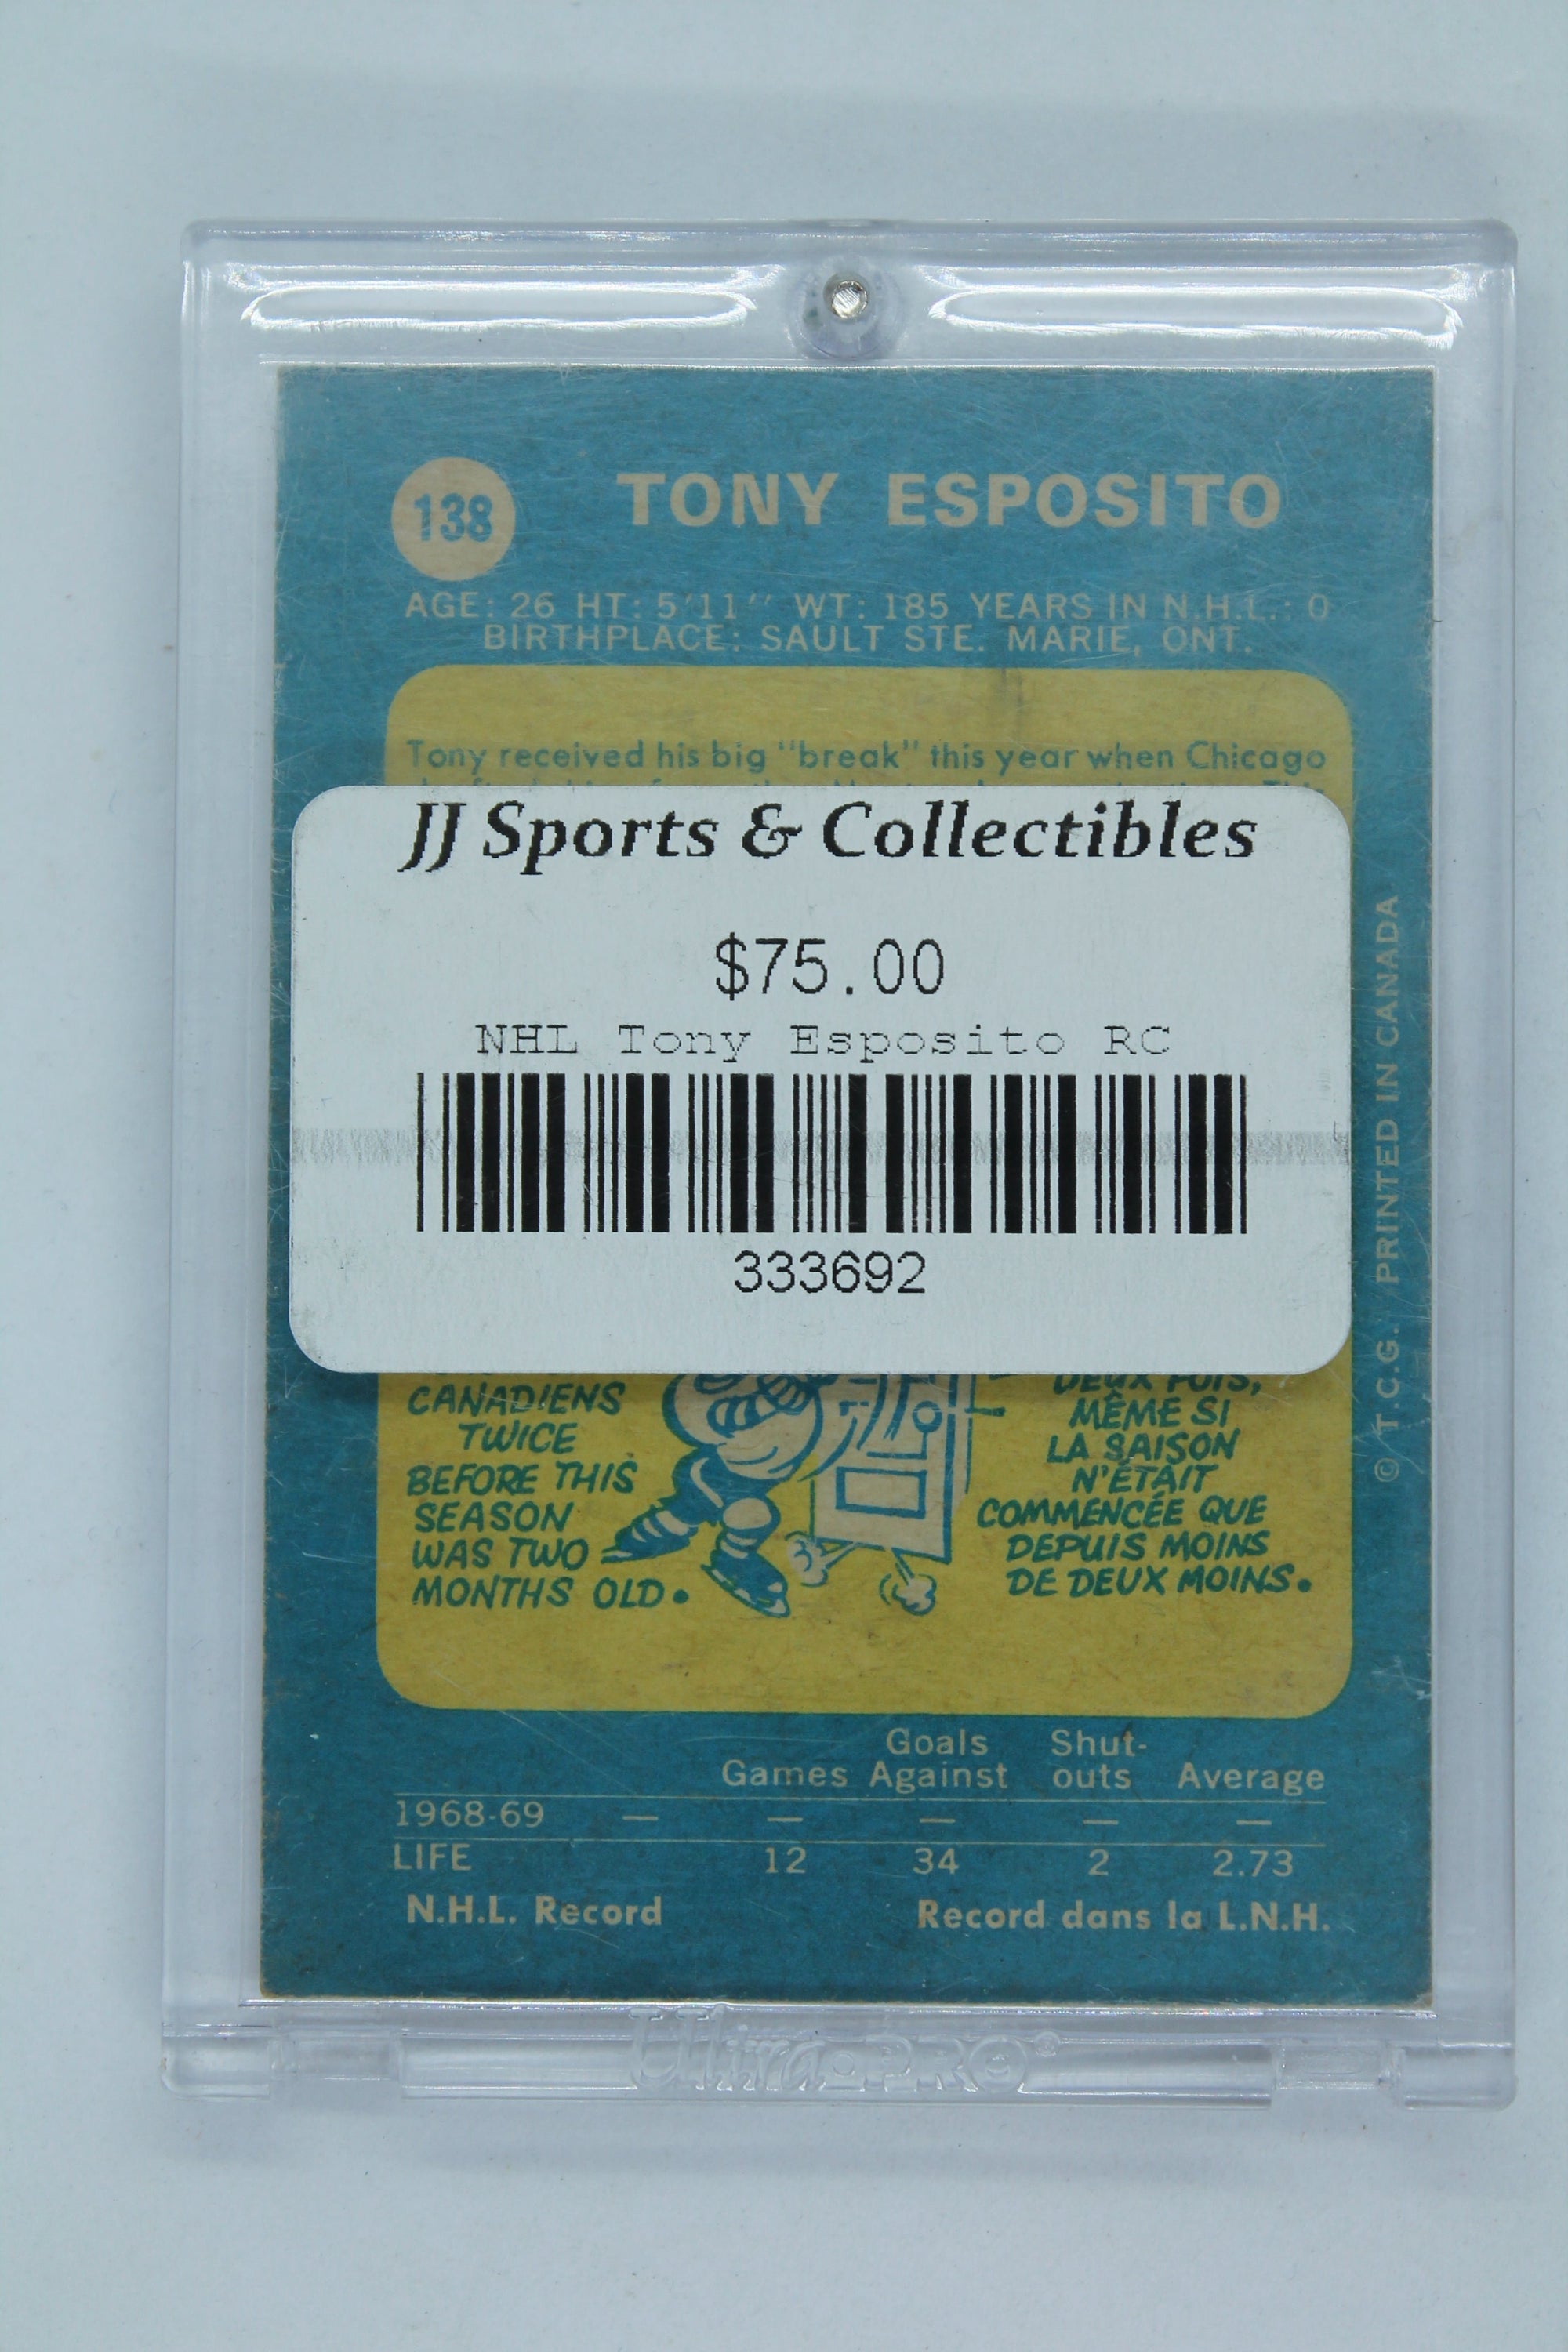 138
TONY ESPOSITO
AGE: 26 HT: 5'11'' WT: 185 YEARS IN N.H.L.: 0
BIRTHPLACE: SAULT STE. MARIE, ONT.
Tony received his big "break" this year when Chicago
JJ Sports & Collectibles
$75.00
NHL Tony Esposito RC
333692
CANADIENS
TWICE
BEFORE THIS
SEASON
WAS TWO
MONTHS OLD.
DEUX FOIS,
MÊME SI
LA SAISON
N'ÉTAIT
COMMENCÉE QUE
DEPUIS MOINS
DE DEUX MOINS.
© T.C.G. PRINTED IN CANADA
Goals Shut-
Games Against outs Average
1968-69 — — — — —
LIFE 12 34 2 2.73
N.H.L. Record Record dans la L.N.H.
Ultra-PRO®